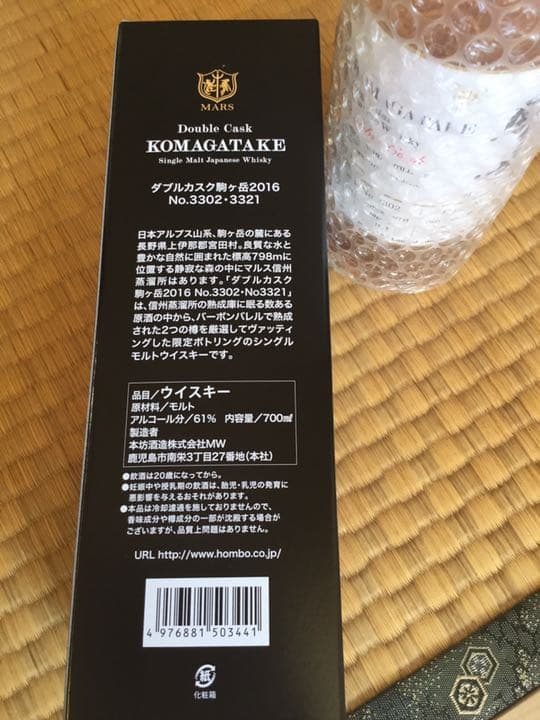 MARS
Double Cask
KOMAGATAKE
Single Malt Japanese Whisky
ダブルカスク駒ヶ岳2016
No.3302・3321
日本アルプス山系、駒ヶ岳の麓にある
長野県上伊那郡宮田村。良質な水と
豊かな自然に囲まれた標高798mに
位置する静寂な森の中にマルス信州
蒸溜所はあります。「ダブルカスク
駒ヶ岳2016 No.3302・No3321」
は、信州蒸溜所の熟成庫に眠る数ある
原酒の中から、バーボンバレルで熟成
された2つの樽を厳選してヴァッティ
ングした限定ボトリングのシングル
モルトウイスキーです。
品目／ウイスキー
原材料／モルト
アルコール分／61% 内容量／700㎖
製造者
本坊酒造株式会社MW
鹿児島市南栄3丁目27番地(本社)
●飲酒は20歳になってから。
●妊娠中や授乳期の飲酒は、胎児・乳児の発育に
悪影響を与えるおそれがあります。
●本品は冷却濾過を施しておりませんので、
香味成分や樽成分の一部が沈殿する場合が
ございますが、品質上問題はありません。
URL http://www.hombo.co.jp/
4 976881 503441
紙
化粧箱
OMAGATAKE
3302